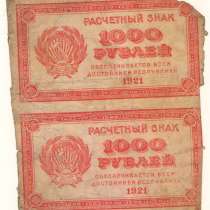 РАСЧЕТНЫЙ ЗНАК
1000
РУБЛЕЙ
ОБЕСПЕЧИВАЕТСЯ ВСЕМ
ДОСТОЯНИЕМ РЕСПУБЛИКИ
1921
РАСЧЕТНЫЙ ЗНАК
1000
РУБЛЕЙ
ОБЕСПЕЧИВАЕТСЯ ВСЕМ
ДОСТОЯНИЕМ РЕСПУБЛИКИ
1921